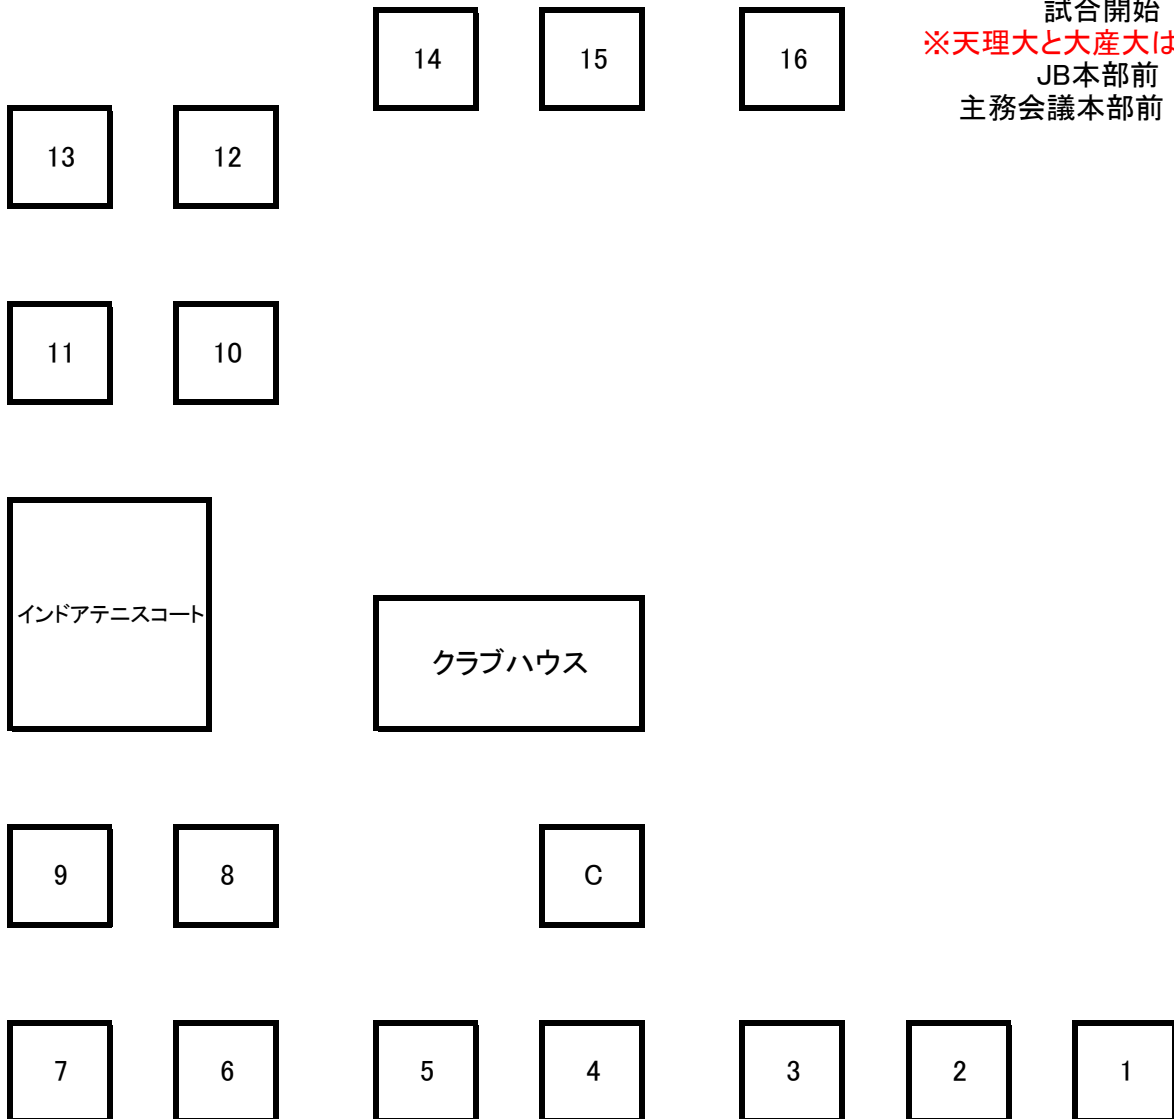 試合開始
※天理大と大産大は
JB本部前
主務会議本部前
14 15 16
13 12
11 10
インドアテニスコート
クラブハウス
9 8 C
7 6 5 4 3 2 1